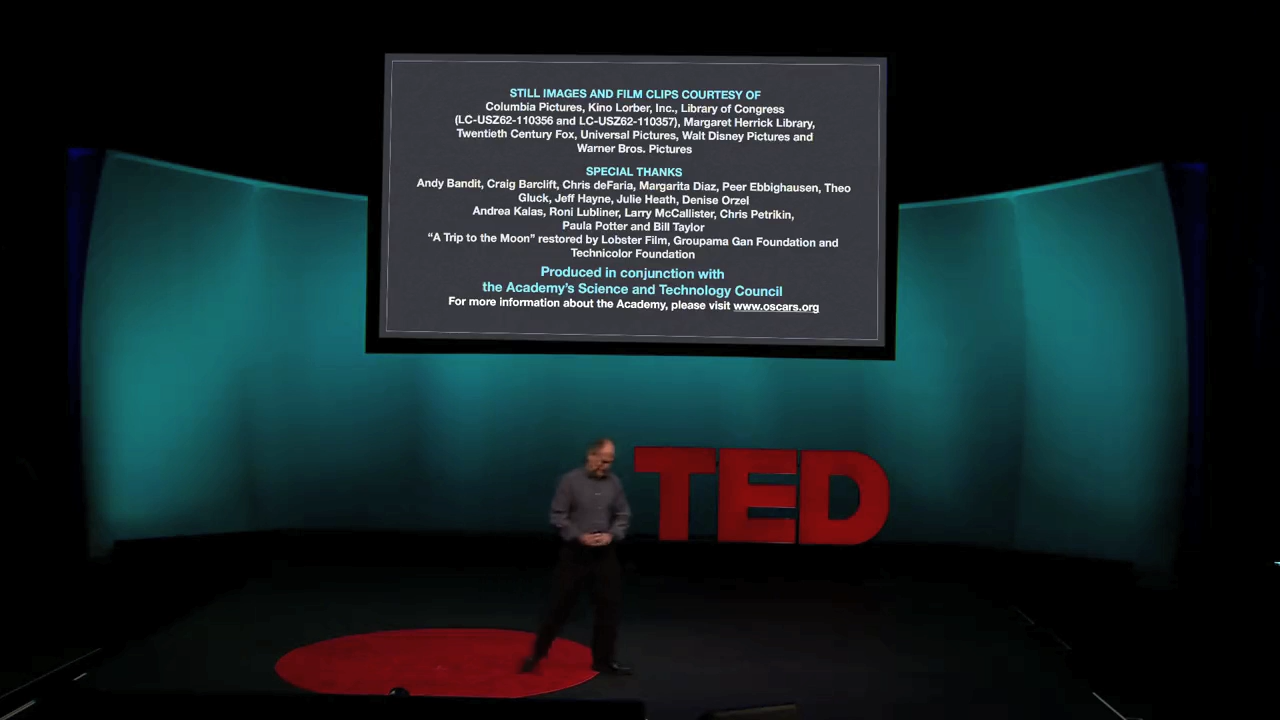 STILL IMAGES AND FILM CLIPS COURTESY OF
Columbia Pictures, Kino Lorber, Inc., Library of Congress
(LC-USZ62-110356 and LC-USZ62-110357), Margaret Herrick Library,
Twentieth Century Fox, Universal Pictures, Walt Disney Pictures and
Warner Bros. Pictures
SPECIAL THANKS
Andy Bandit, Craig Barclift, Chris deFaria, Margarita Diaz, Peer Ebbighausen, Theo
Gluck, Jeff Hayne, Julie Heath, Denise Orzel
Andrea Kalas, Roni Lubliner, Larry McCallister, Chris Petrikin,
Paula Potter and Bill Taylor
“A Trip to the Moon” restored by Lobster Film, Groupama Gan Foundation and
Technicolor Foundation
Produced in conjunction with
the Academy’s Science and Technology Council
For more information about the Academy, please visit www.oscars.org
TED